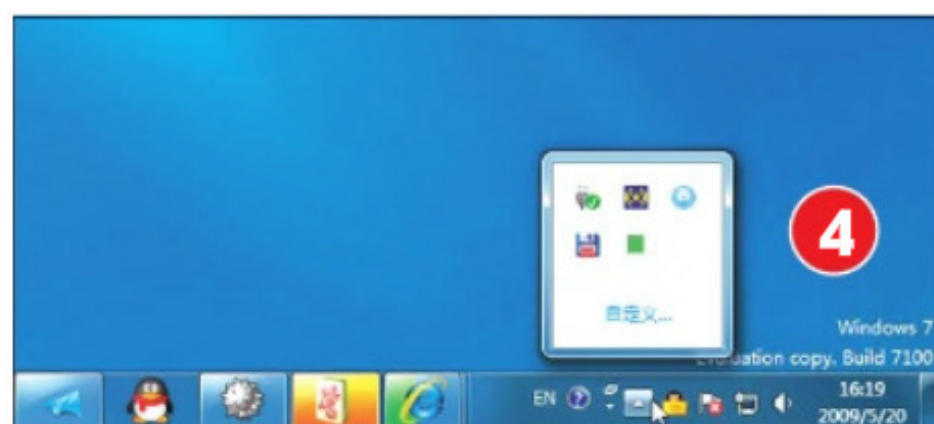 4
自定义...
Windows 7
Evaluation copy. Build 7100
EN
16:19
2009/5/20